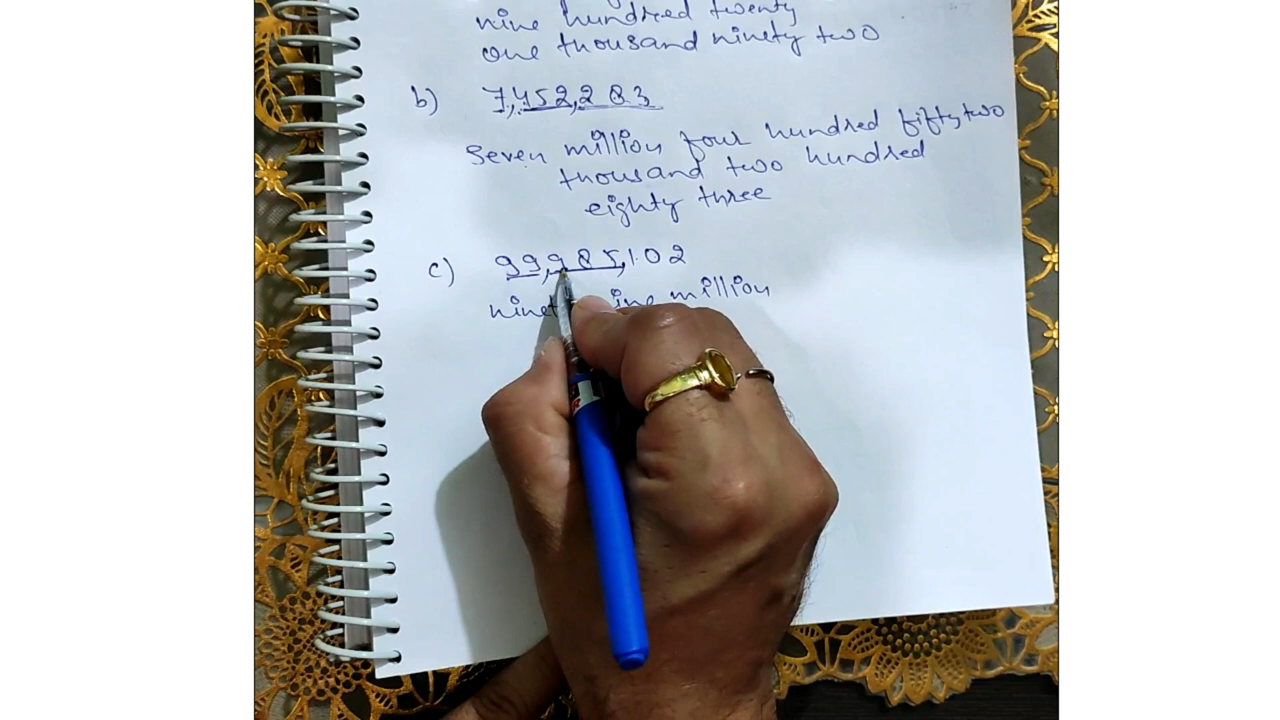 nine hundred twenty
one thousand ninety two
b) 7,452,283
Seven million four hundred fifty two
thousand two hundred
eighty three
c) 99,985,102
million